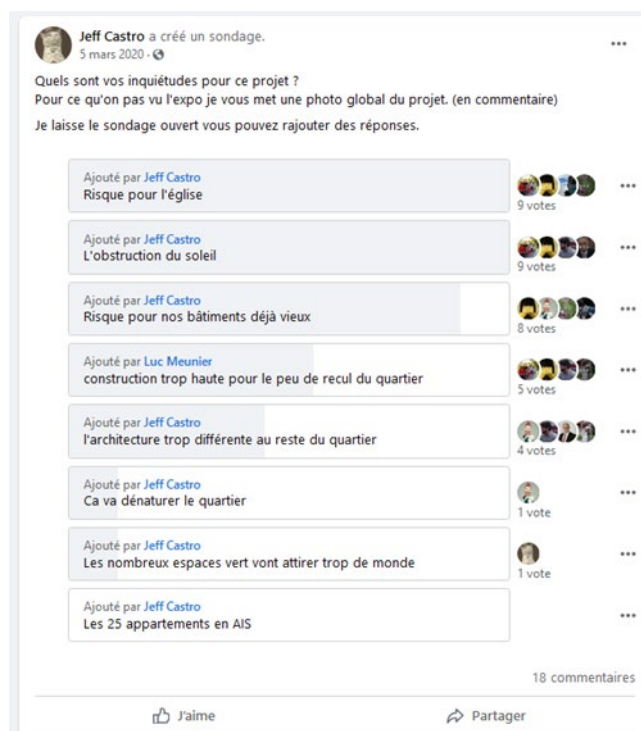 Jeff Castro a créé un sondage.
5 mars 2020 ·
Quels sont vos inquiétudes pour ce projet ?
Pour ce qu'on pas vu l'expo je vous met une photo global du projet. (en commentaire)
Je laisse le sondage ouvert vous pouvez rajouter des réponses.
Ajouté par Jeff Castro
Risque pour l'église
9 votes
Ajouté par Jeff Castro
L'obstruction du soleil
9 votes
Ajouté par Jeff Castro
Risque pour nos bâtiments déjà vieux
8 votes
Ajouté par Luc Meunier
construction trop haute pour le peu de recul du quartier
5 votes
Ajouté par Jeff Castro
l'architecture trop différente au reste du quartier
4 votes
Ajouté par Jeff Castro
Ca va dénaturer le quartier
1 vote
Ajouté par Jeff Castro
Les nombreux espaces vert vont attirer trop de monde
1 vote
Ajouté par Jeff Castro
Les 25 appartements en AIS
18 commentaires
J'aime
Partager